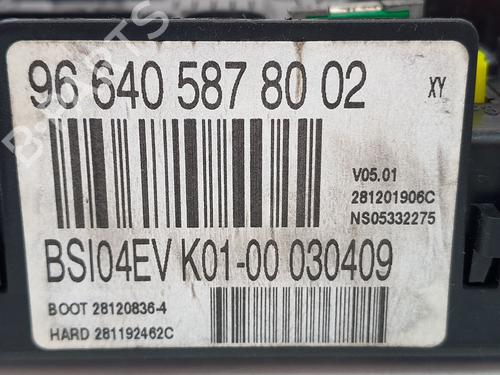 96 640 587 80 02
XY
V05.01
281201906C
NS05332275
BSI04EV K01-00 030409
BOOT 28120836-4
HARD 281192462C